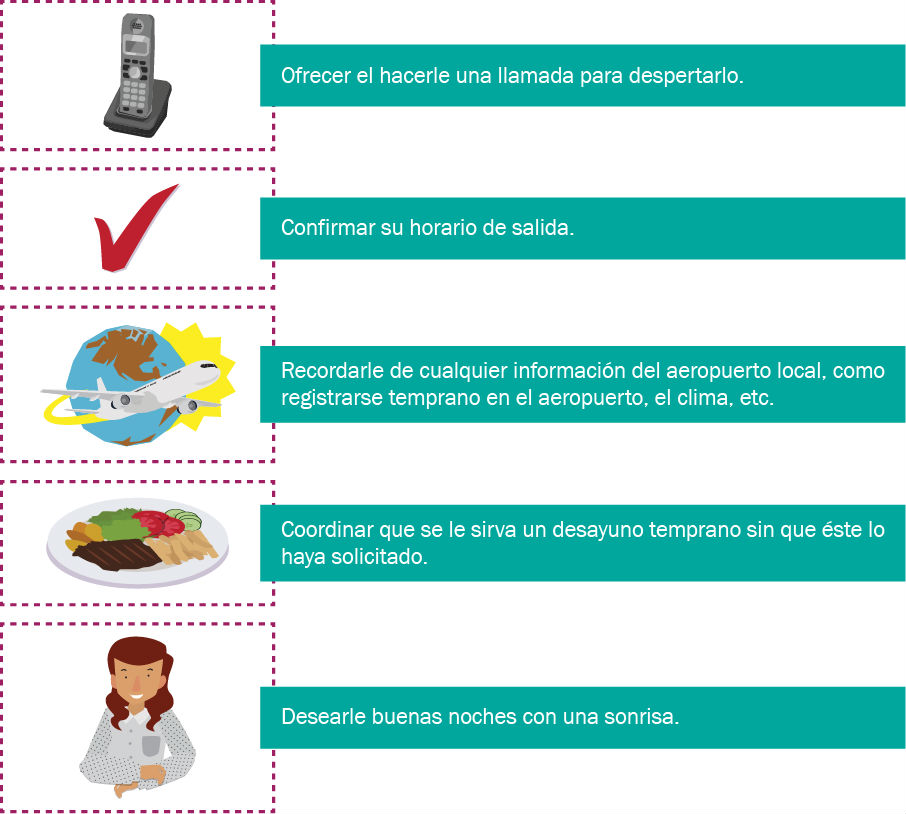 Ofrecer el hacerle una llamada para despertarlo.
Confirmar su horario de salida.
Recordarle de cualquier información del aeropuerto local, como
registrarse temprano en el aeropuerto, el clima, etc.
Coordinar que se le sirva un desayuno temprano sin que éste lo
haya solicitado.
Desearle buenas noches con una sonrisa.